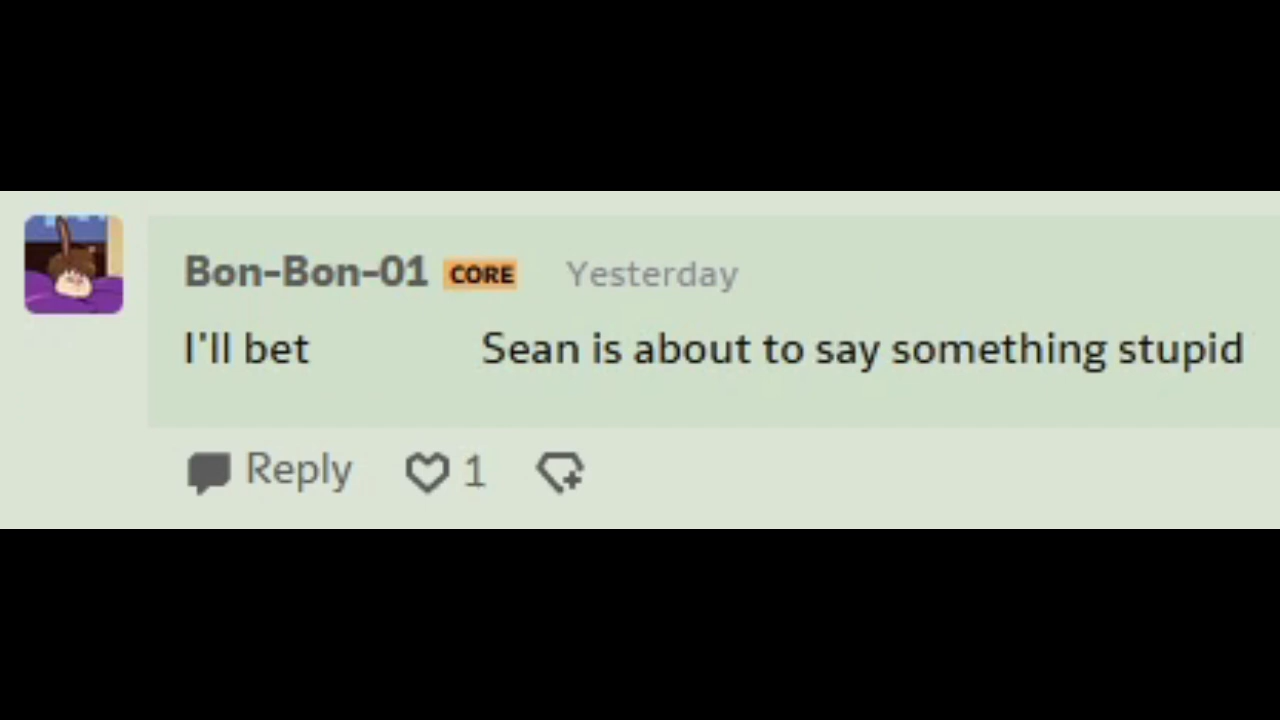 Bon-Bon-01 CORE Yesterday
I'll bet Sean is about to say something stupid
Reply 1